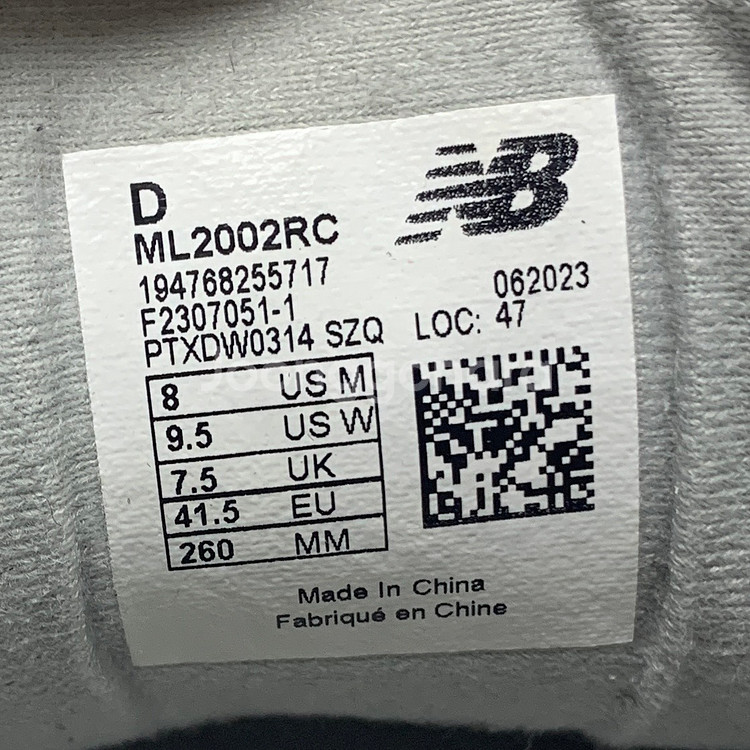 D
NB
ML2002RC
194768255717
062023
F2307051-1
LOC: 47
PTXDW0314 SZQ
8 US M
9.5 US W
7.5 UK
41.5 EU
260 MM
Made In China
Fabriqué en Chine